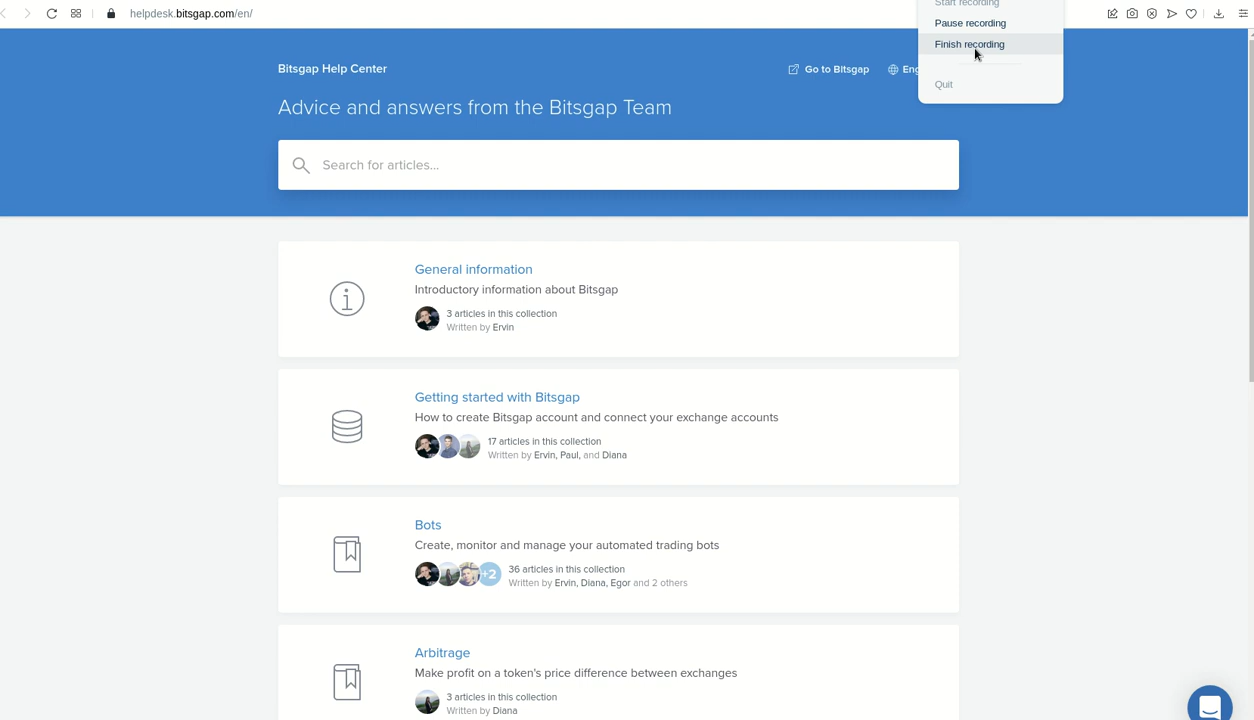 helpdesk.bitsgap.com/en/
Start recording
Pause recording
Finish recording
Quit
Bitsgap Help Center
Go to Bitsgap
Eng
Advice and answers from the Bitsgap Team
Search for articles...
General information
Introductory information about Bitsgap
3 articles in this collection
Written by Ervin
Getting started with Bitsgap
How to create Bitsgap account and connect your exchange accounts
17 articles in this collection
Written by Ervin, Paul, and Diana
Bots
Create, monitor and manage your automated trading bots
+2
36 articles in this collection
Written by Ervin, Diana, Egor and 2 others
Arbitrage
Make profit on a token's price difference between exchanges
3 articles in this collection
Written by Diana